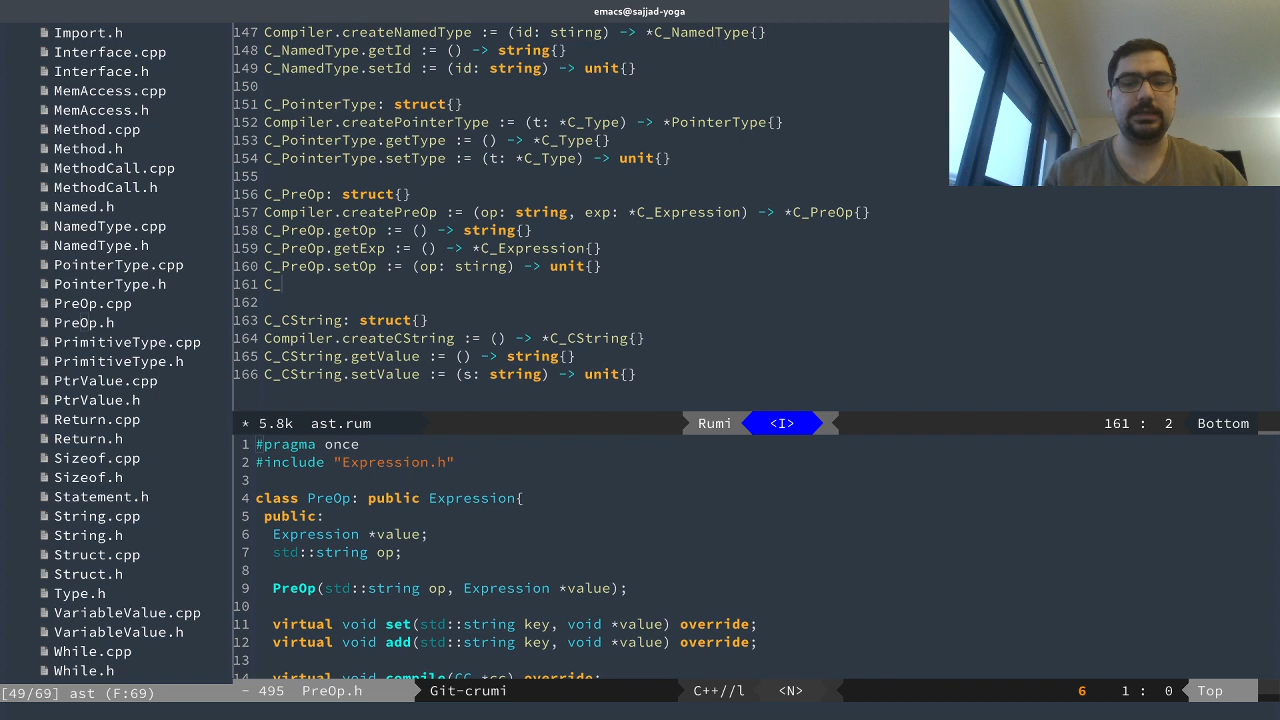 emacs@sajjad-yoga
Import.h
Interface.cpp
Interface.h
MemAccess.cpp
MemAccess.h
Method.cpp
Method.h
MethodCall.cpp
MethodCall.h
Named.h
NamedType.cpp
NamedType.h
PointerType.cpp
PointerType.h
PreOp.cpp
PreOp.h
PrimitiveType.cpp
PrimitiveType.h
PtrValue.cpp
PtrValue.h
Return.cpp
Return.h
Sizeof.cpp
Sizeof.h
Statement.h
String.cpp
String.h
Struct.cpp
Struct.h
Type.h
VariableValue.cpp
VariableValue.h
While.cpp
While.h
[49/69] ast (F:69)
147 Compiler.createNamedType := (id: stirng) -> *C_NamedType{}
148 C_NamedType.getId := () -> string{}
149 C_NamedType.setId := (id: string) -> unit{}
150
151 C_PointerType: struct{}
152 Compiler.createPointerType := (t: *C_Type) -> *PointerType{}
153 C_PointerType.getType := () -> *C_Type{}
154 C_PointerType.setType := (t: *C_Type) -> unit{}
155
156 C_PreOp: struct{}
157 Compiler.createPreOp := (op: string, exp: *C_Expression) -> *C_PreOp{}
158 C_PreOp.getOp := () -> string{}
159 C_PreOp.getExp := () -> *C_Expression{}
160 C_PreOp.setOp := (op: stirng) -> unit{}
161 C_
162
163 C_CString: struct{}
164 Compiler.createCString := () -> *C_CString{}
165 C_CString.getValue := () -> string{}
166 C_CString.setValue := (s: string) -> unit{}
* 5.8k ast.rum Rumi <I> 161 : 2 Bottom
1 #pragma once
2 #include "Expression.h"
3
4 class PreOp: public Expression{
5 public:
6 Expression *value;
7 std::string op;
8
9 PreOp(std::string op, Expression *value);
10
11 virtual void set(std::string key, void *value) override;
12 virtual void add(std::string key, void *value) override;
13
14 virtual void compile(CC *cc) override;
- 495 PreOp.h Git-crumi C++//l <N> 6 1 : 0 Top